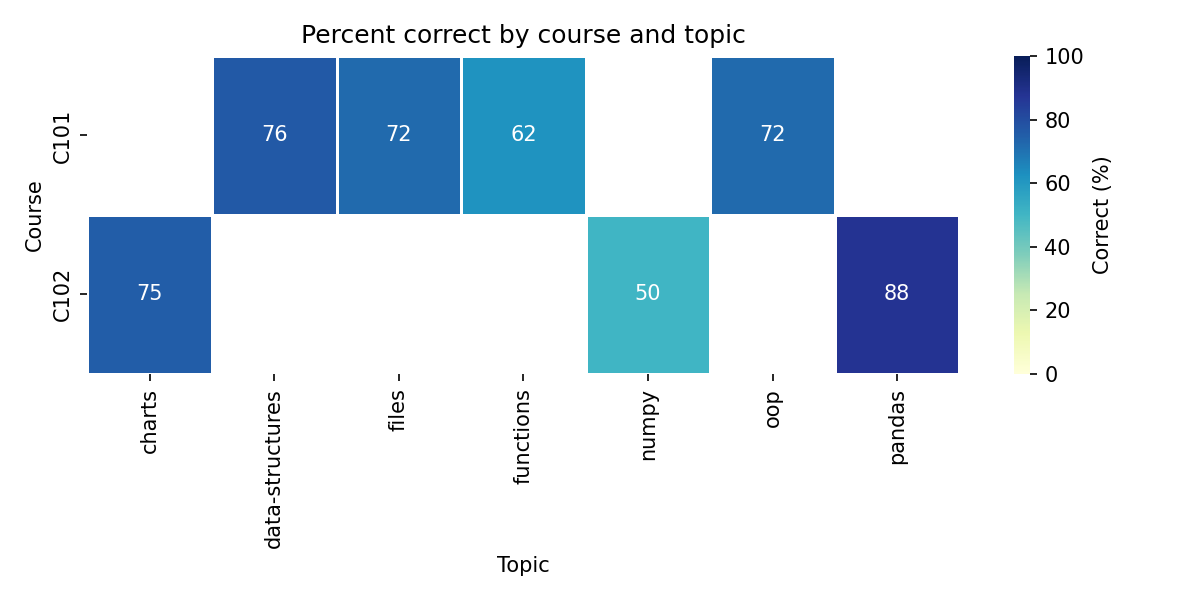 Percent correct by course and topic
Course
C101
76
72
62
72
C102
75
50
88
charts
data-structures
files
functions
numpy
oop
pandas
Topic
100
80
60
40
20
0
Correct (%)